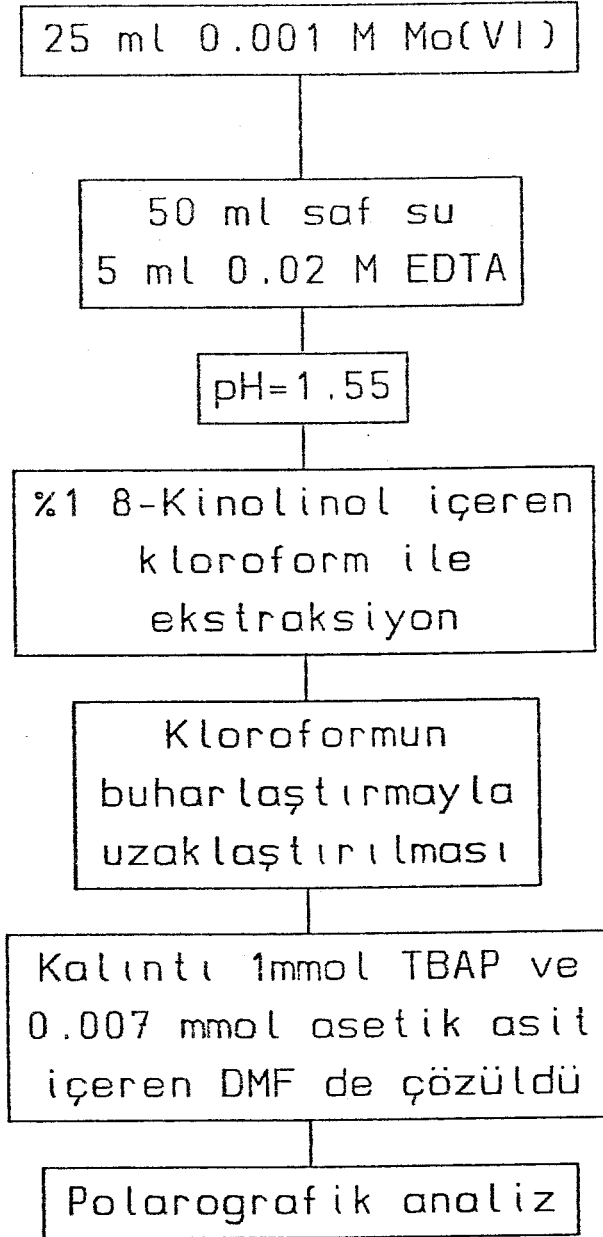 25 ml 0.001 M Mo(VI)
50 ml saf su
5 ml 0.02 M EDTA
pH=1.55
%1 8-Kinolinol içeren
kloroform ile
ekstraksiyon
Kloroformun
buharlaştırmayla
uzaklaştırılması
Kalıntı 1mmol TBAP ve
0.007 mmol asetik asit
içeren DMF de çözüldü
Polarografik analiz